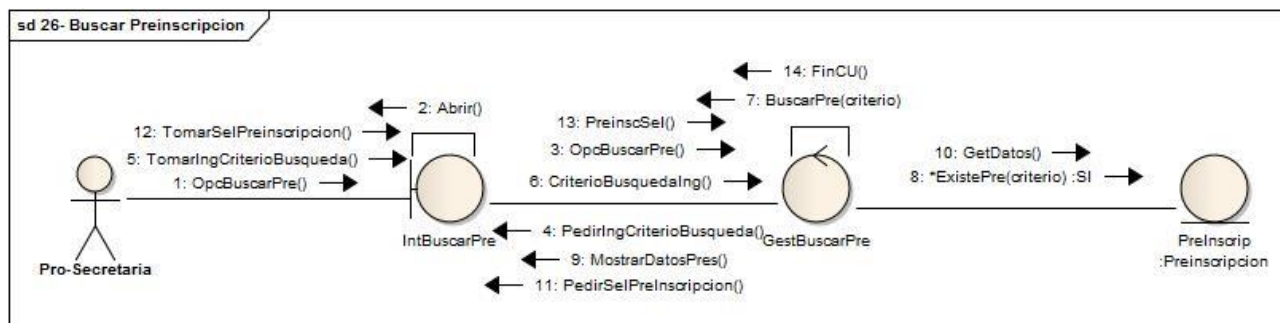 sd 26- Buscar Preinscripcion
14: FinCU()
7: BuscarPre(criterio)
2: Abrir()
13: PreinscSel()
12: TomarSelPreinscripcion()
3: OpcBuscarPre()
10: GetDatos()
5: TomarIngCriterioBusqueda()
8: *ExistePre(criterio) :SI
1: OpcBuscarPre()
6: CriterioBusquedaIng()
4: PedirIngCriterioBusqueda()
IntBuscarPre
GestBuscarPre
PreInscrip
:Preinscripcion
9: MostrarDatosPres()
Pro-Secretaria
11: PedirSelPreInscripcion()